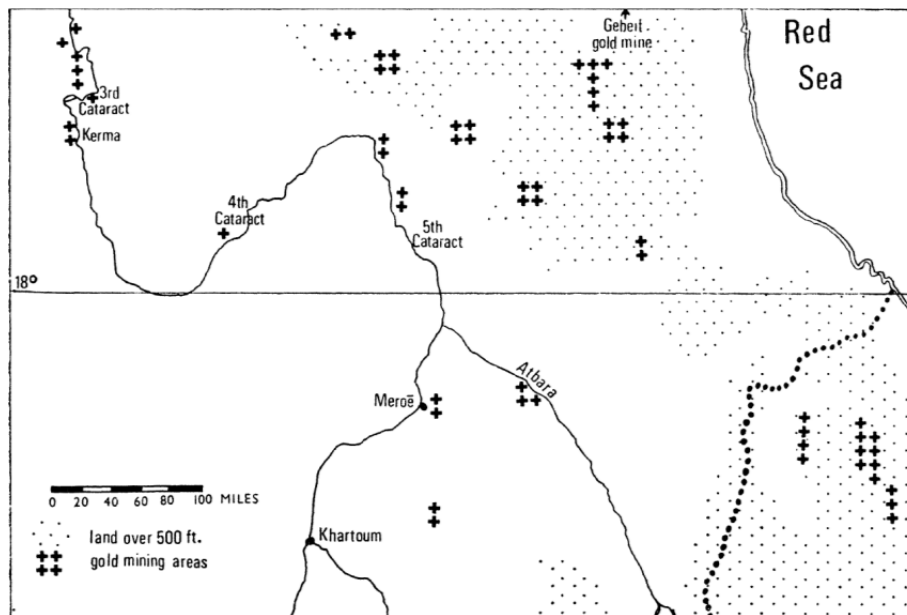 Gebeit
gold mine
Red
Sea
3rd
Cataract
Kerma
4th
Cataract
5th
Cataract
18°
Atbara
Meroē
0 20 40 60 80 100 MILES
land over 500 ft.
gold mining areas
Khartoum